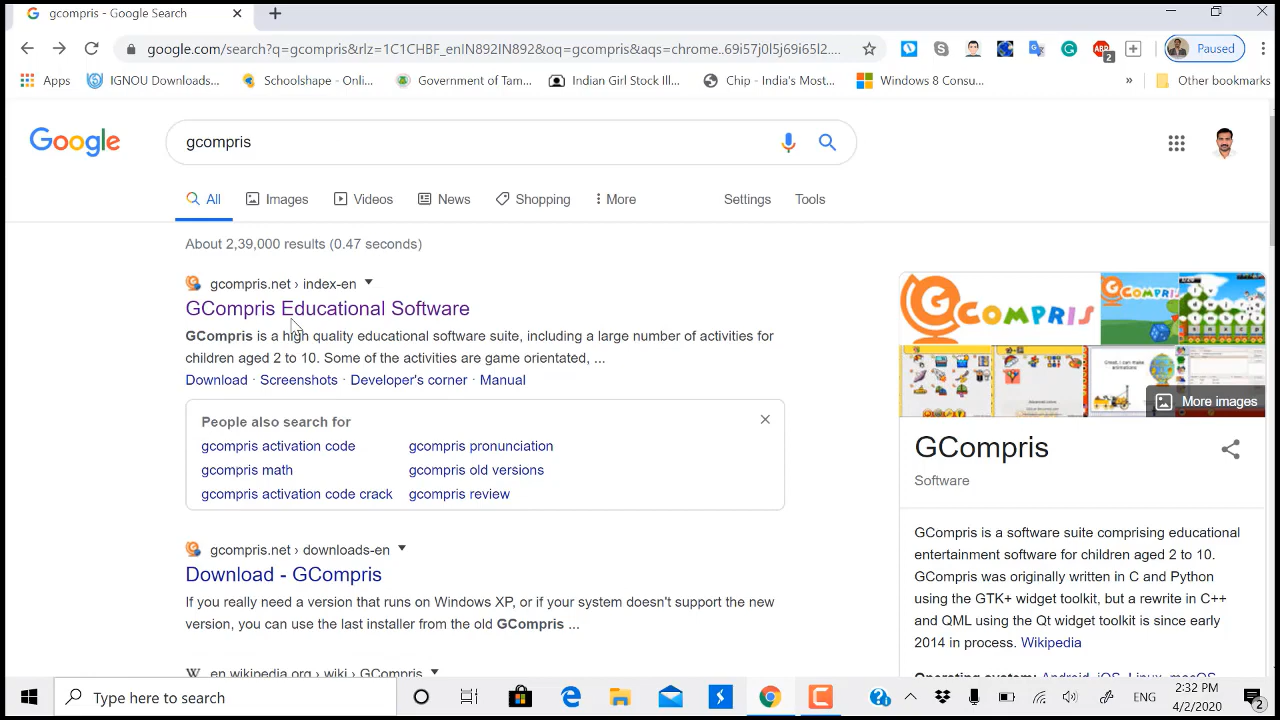 gcompris - Google Search
google.com/search?q=gcompris&rlz=1C1CHBF_enIN892IN892&oq=gcompris&aqs=chrome..69i57j0l5j69i65l2...
Paused
Apps
IGNOU Downloads...
Schoolshape - Onli...
Government of Tam...
Indian Girl Stock Ill...
Chip - India's Most...
Windows 8 Consu...
»
Other bookmarks
Google
gcompris
All
Images
Videos
News
Shopping
More
Settings
Tools
About 2,39,000 results (0.47 seconds)
gcompris.net › index-en
GCompris Educational Software
GCompris is a high quality educational software suite, including a large number of activities for
children aged 2 to 10. Some of the activities are game orientated, ...
Download · Screenshots · Developer's corner · Manual
People also search for
gcompris activation code
gcompris pronunciation
gcompris math
gcompris old versions
gcompris activation code crack
gcompris review
gcompris.net › downloads-en
Download - GCompris
If you really need a version that runs on Windows XP, or if your system doesn't support the new
version, you can use the last installer from the old GCompris ...
en.wikipedia.org › wiki › GCompris
GCOMPRIS
More images
GCompris
Software
GCompris is a software suite comprising educational
entertainment software for children aged 2 to 10.
GCompris was originally written in C and Python
using the GTK+ widget toolkit, but a rewrite in C++
and QML using the Qt widget toolkit is since early
2014 in process. Wikipedia
Operating system: Android, iOS, Linux, macOS,
Type here to search
ENG
2:32 PM
4/2/2020
2